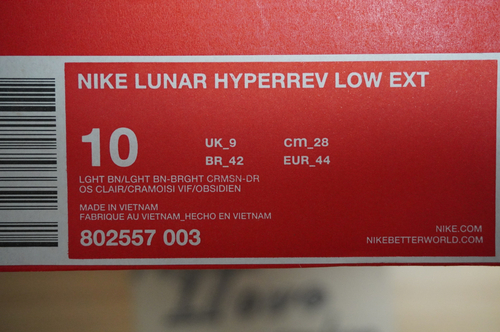 NIKE LUNAR HYPERREV LOW EXT
10
UK_9 cm_28
BR_42 EUR_44
LGHT BN/LGHT BN-BRGHT CRMSN-DR
OS CLAIR/CRAMOISI VIF/OBSIDIEN
MADE IN VIETNAM
FABRIQUE AU VIETNAM_HECHO EN VIETNAM
802557 003
NIKE.COM
NIKEBETTERWORLD.COM